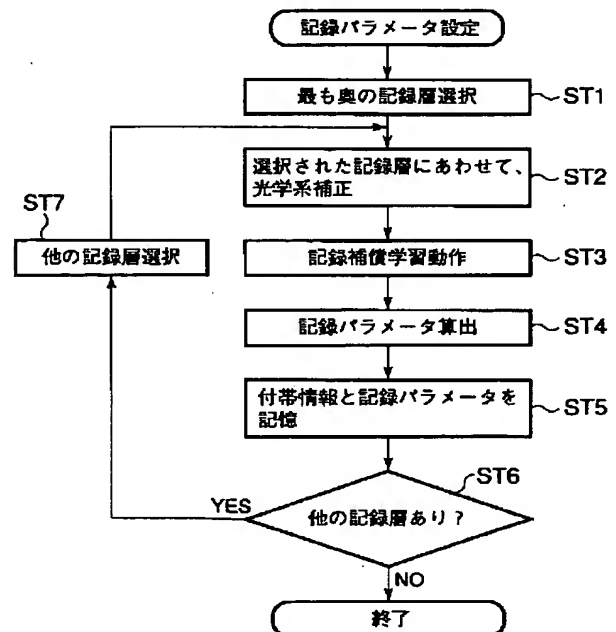 記録パラメータ設定
最も奥の記録層選択
ST1
選択された記録層にあわせて、
光学系補正
ST2
ST7
他の記録層選択
記録補償学習動作
ST3
記録パラメータ算出
ST4
付帯情報と記録パラメータを
記憶
ST5
ST6
YES
他の記録層あり？
NO
終了